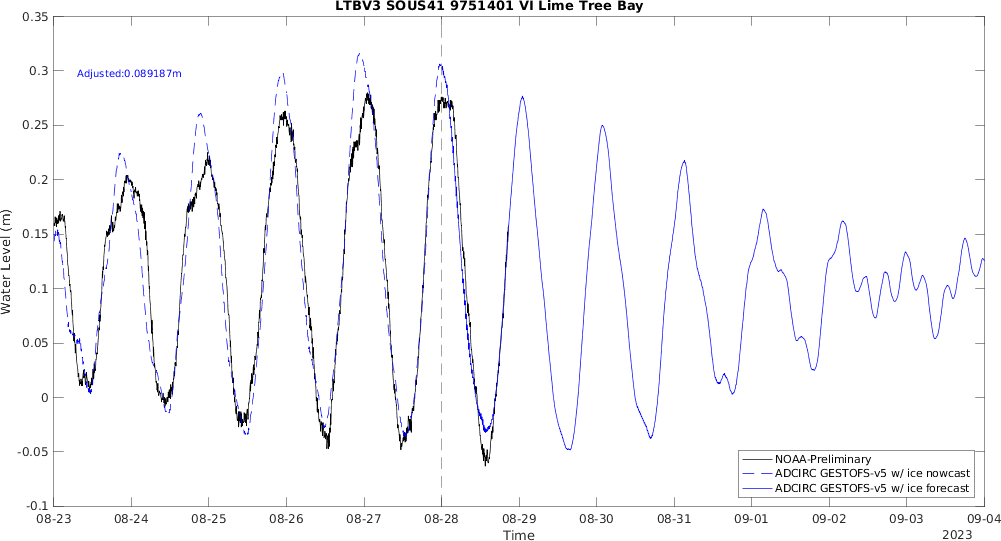 LTBV3 SOUS41 9751401 VI Lime Tree Bay
0.35
0.3
0.25
0.2
0.15
0.1
0.05
0
-0.05
-0.1
Water Level (m)
Adjusted:0.089187m
NOAA-Preliminary
ADCIRC GESTOFS-v5 w/ ice nowcast
ADCIRC GESTOFS-v5 w/ ice forecast
08-23 08-24 08-25 08-26 08-27 08-28 08-29 08-30 08-31 09-01 09-02 09-03 09-04
Time
2023